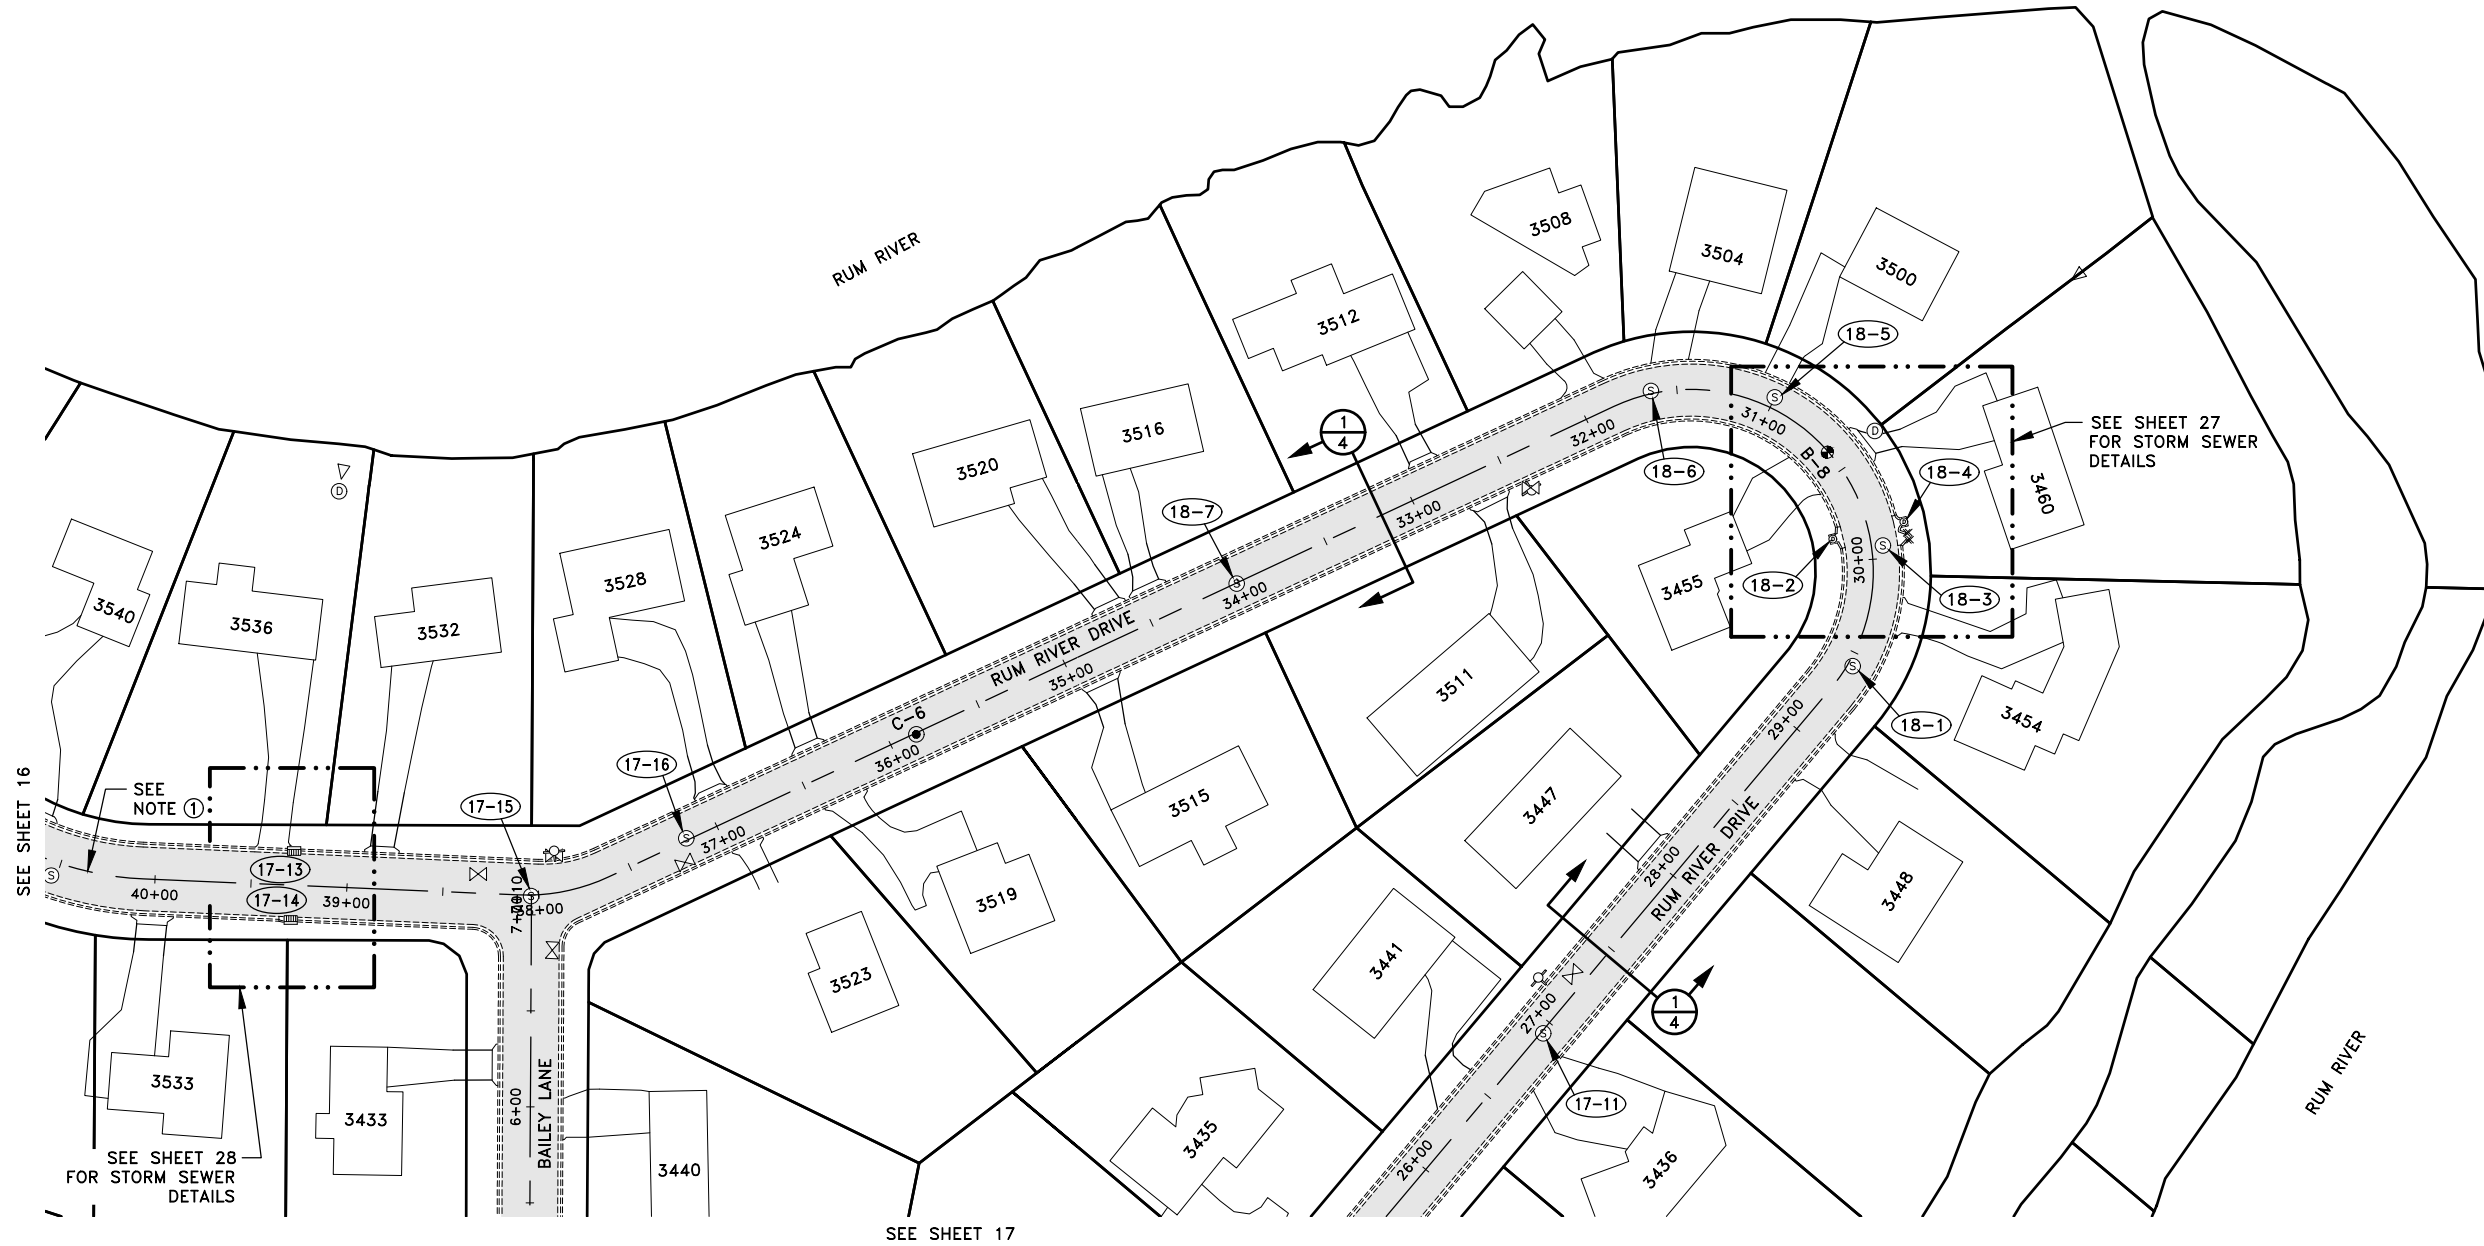 RUM RIVER
3508
3504
3500
3512
18-5
SEE SHEET 27
FOR STORM SEWER
DETAILS
31+00
32+00
1
4
3516
3520
D
18-6
B-8
18-4
3460
D
33+00
18-7
3524
3528
3455
18-2
30+00
18-3
34+00
3540
3536
3532
RUM RIVER DRIVE
35+00
3511
18-1
3454
29+00
C-6
36+00
17-16
3515
3447
SEE
NOTE 1
17-15
37+00
SEE SHEET 16
17-13
17-14
40+00
39+00
38+00
28+00
RUM RIVER DRIVE
3448
3519
3523
3441
1
4
27+00
17-11
3533
3433
6+00
BAILEY LANE
3440
3435
26+00
3436
RUM RIVER
SEE SHEET 28
FOR STORM SEWER
DETAILS
SEE SHEET 17
S
S
S
S
S
S
S
S
S